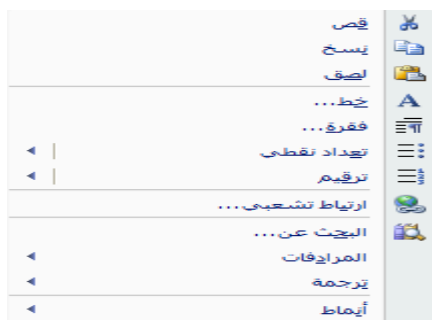 قص
نسخ
لصق
خط...
فقرة...
تعداد نقطي
ترقيم
ارتباط تشعبي...
البحث عن...
المرادفات
ترجمة
أنماط